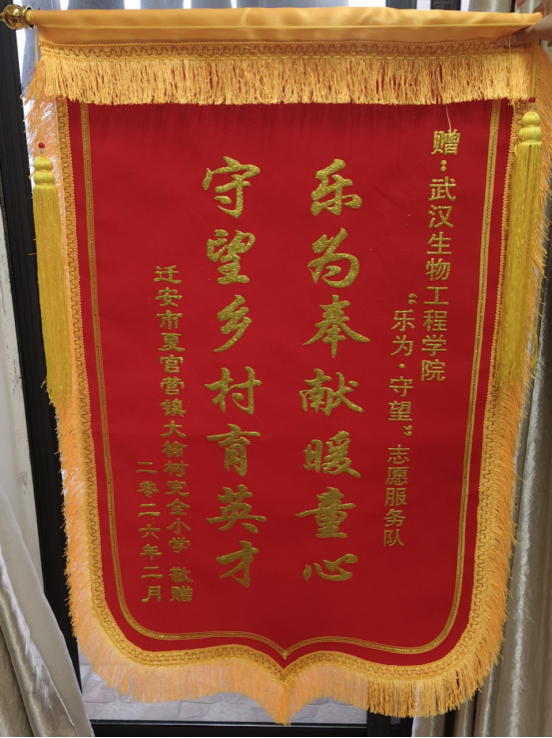 赠：武汉生物工程学院
“乐为·守望”志愿服务队
乐为奉献暖童心
守望乡村育英才
迁安市夏官营镇大榆树完全小学 敬赠
二零二六年二月